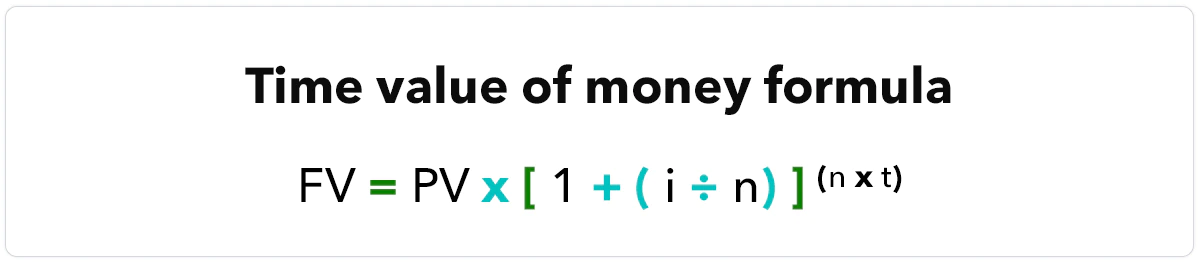 Time value of money formula
FV = PV x [ 1 + ( i ÷ n) ] (n x t)